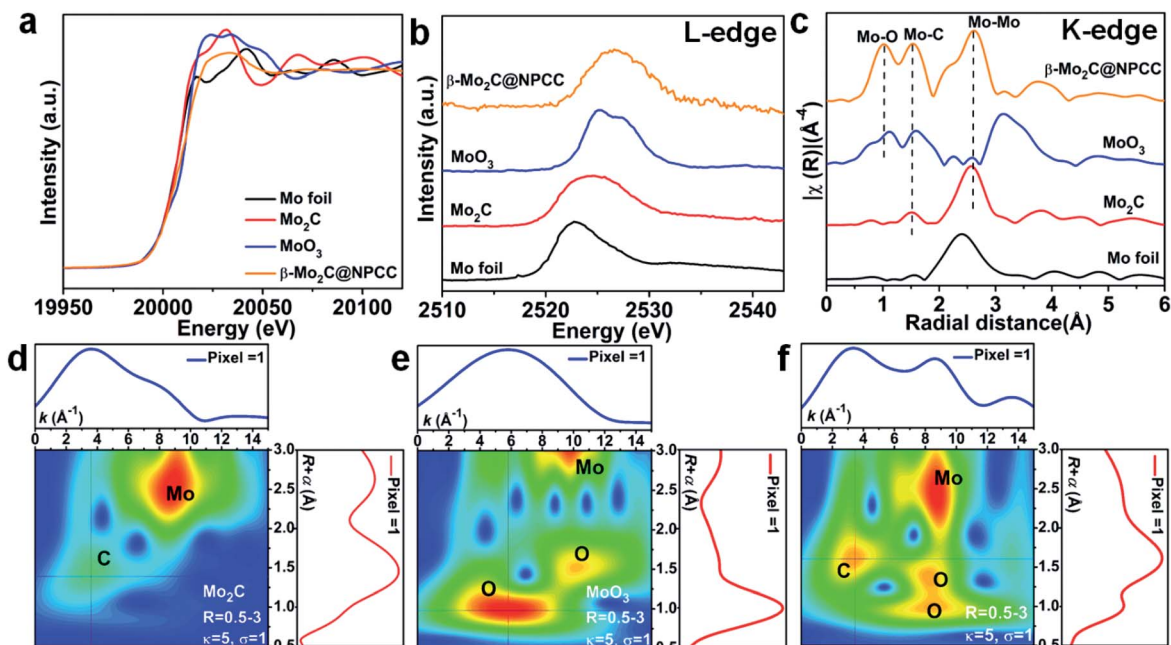 a
Intensity (a.u.)
Mo foil
Mo₂C
MoO₃
β-Mo₂C@NPCC
19950 20000 20050 20100
Energy (eV)
b
L-edge
Intensity (a.u.)
β-Mo₂C@NPCC
MoO₃
Mo₂C
Mo foil
2510 2520 2530 2540
Energy (eV)
c
K-edge
|χ (R)|(Å⁻⁴)
Mo-O Mo-C Mo-Mo
β-Mo₂C@NPCC
MoO₃
Mo₂C
Mo foil
0 1 2 3 4 5 6
Radial distance(Å)
d
Pixel =1
k (Å⁻¹)
0 2 4 6 8 10 12 14
Mo
C
Mo₂C
R=0.5-3
κ=5, σ=1
3.0
2.5
2.0
1.5
1.0
0.5
R+α (Å)
Pixel =1
e
Pixel =1
k (Å⁻¹)
0 2 4 6 8 10 12 14
Mo
O
O
MoO₃
R=0.5-3
κ=5, σ=1
3.0
2.5
2.0
1.5
1.0
0.5
R+α (Å)
Pixel =1
f
Pixel =1
k (Å⁻¹)
0 2 4 6 8 10 12 14
Mo
C
O
O
R=0.5-3
κ=5, σ=1
3.0
2.5
2.0
1.5
1.0
0.5
R+α (Å)
Pixel =1